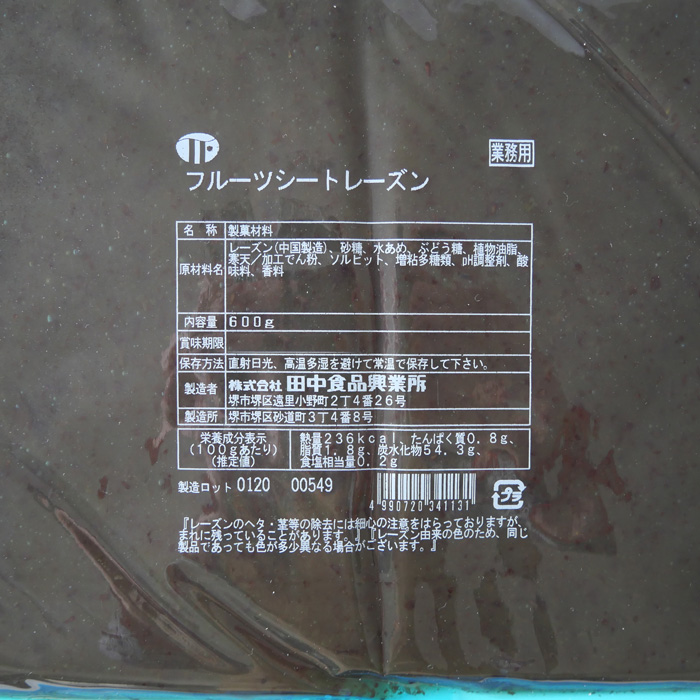 TF
業務用
フルーツシートレーズン
名 称 製菓材料
原材料名 レーズン(中国製造)、砂糖、水あめ、ぶどう糖、植物油脂、
寒天／加工でん粉、ソルビット、増粘多糖類、pH調整剤、酸
味料、香料
内容量 600g
賞味期限
保存方法 直射日光、高温多湿を避けて常温で保存して下さい。
製造者 株式会社 田中食品興業所
堺市堺区遠里小野町2丁4番26号
製造所 堺市堺区砂道町3丁4番8号
栄養成分表示
(100gあたり)
(推定値)
熱量236kcal、たんぱく質0.8g、
脂質1.8g、炭水化物54.3g、
食塩相当量0.2g
製造ロット 0120 00549
4 990720 341131
プラ
『レーズンのヘタ・茎等の除去には細心の注意をはらっておりますが、
まれに残っていることがあります。』『レーズン由来の色のため、同じ
製品であっても色が多少異なる場合がございます。』